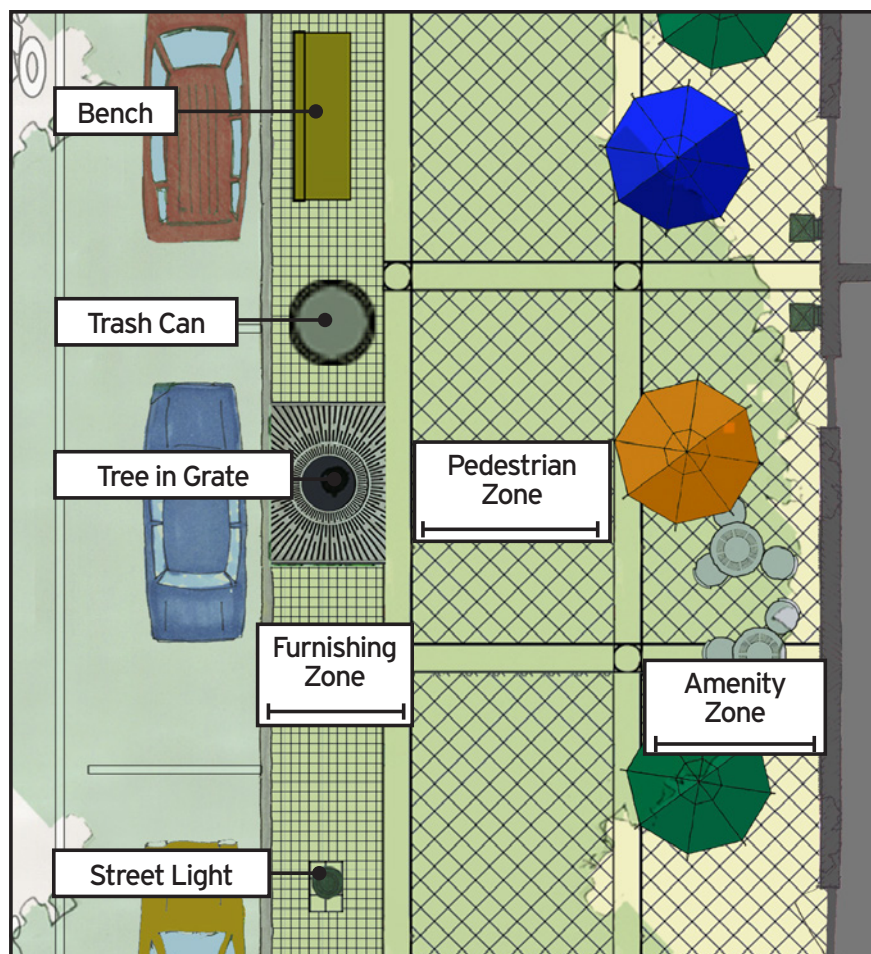 Bench
Trash Can
Tree in Grate
Pedestrian
Zone
Furnishing
Zone
Amenity
Zone
Street Light